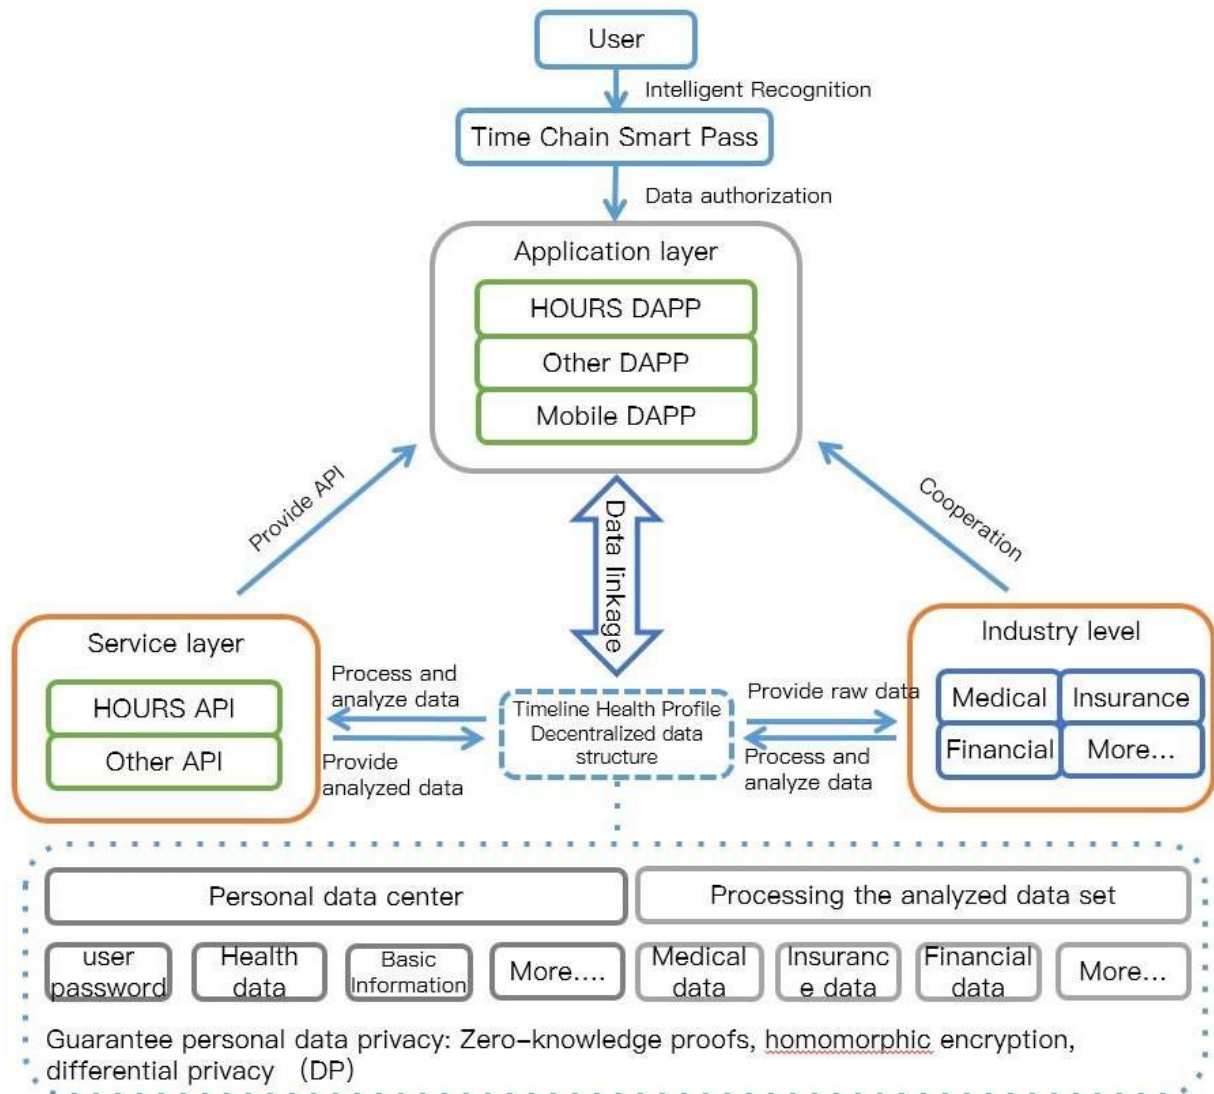 User
Intelligent Recognition
Time Chain Smart Pass
Data authorization
Application layer
HOURS DAPP
Other DAPP
Mobile DAPP
Provide API
Data linkage
Cooperation
Service layer
HOURS API
Other API
Process and
analyze data
Provide
analyzed data
Timeline Health Profile
Decentralized data
structure
Provide raw data
Process and
analyze data
Industry level
Medical
Insurance
Financial
More...
Personal data center
Processing the analyzed data set
user
password
Health
data
Basic
Information
More....
Medical
data
Insuranc
e data
Financial
data
More...
Guarantee personal data privacy: Zero-knowledge proofs, homomorphic encryption,
differential privacy （DP）